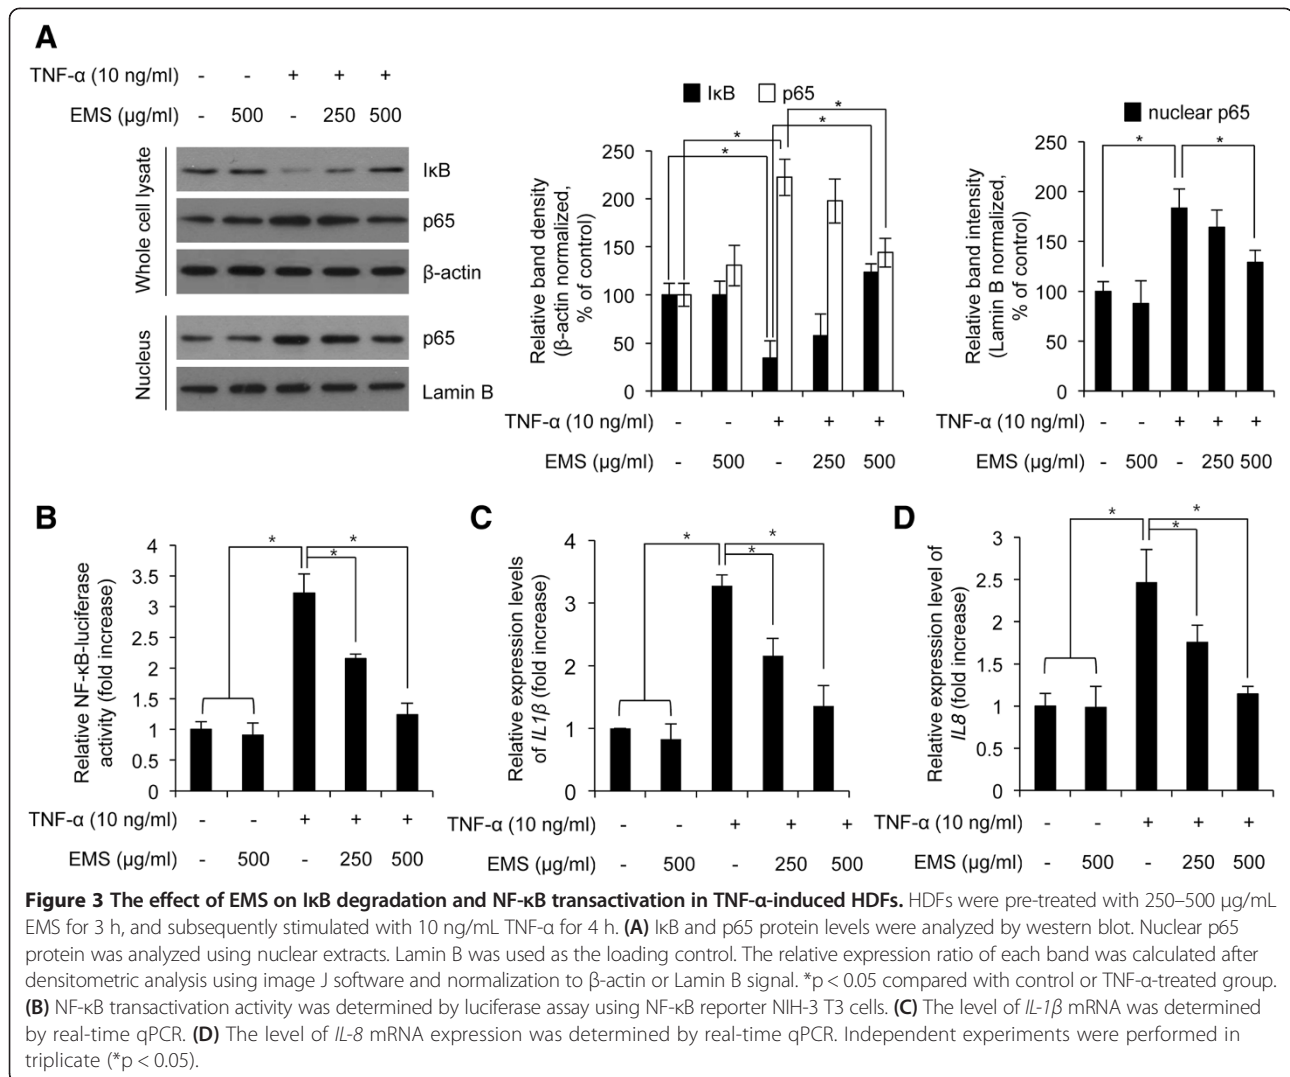 A
TNF-α (10 ng/ml) - - + + +
EMS (μg/ml) - 500 - 250 500
Whole cell lysate
IκB
p65
β-actin
Nucleus
p65
Lamin B
IκB p65
* * * *
Relative band density
(β-actin normalized,
% of control)
250
200
150
100
50
0
TNF-α (10 ng/ml) - - + + +
EMS (μg/ml) - 500 - 250 500
nuclear p65
* *
Relative band intensity
(Lamin B normalized,
% of control)
250
200
150
100
50
0
TNF-α (10 ng/ml) - - + + +
EMS (μg/ml) - 500 - 250 500
B
* * *
Relative NF-κB-luciferase
activity (fold increase)
4
3.5
3
2.5
2
1.5
1
0.5
0
TNF-α (10 ng/ml) - - + + +
EMS (μg/ml) - 500 - 250 500
C
* * *
Relative expression levels
of IL1β (fold increase)
4
3
2
1
0
TNF-α (10 ng/ml) - - + + +
EMS (μg/ml) - 500 - 250 500
D
* * *
Relative expression level of
IL8 (fold increase)
3
2.5
2
1.5
1
0.5
0
TNF-α (10 ng/ml) - - + + +
EMS (μg/ml) - 500 - 250 500
Figure 3 The effect of EMS on IκB degradation and NF-κB transactivation in TNF-α-induced HDFs. HDFs were pre-treated with 250–500 μg/mL
EMS for 3 h, and subsequently stimulated with 10 ng/mL TNF-α for 4 h. (A) IκB and p65 protein levels were analyzed by western blot. Nuclear p65
protein was analyzed using nuclear extracts. Lamin B was used as the loading control. The relative expression ratio of each band was calculated after
densitometric analysis using image J software and normalization to β-actin or Lamin B signal. *p < 0.05 compared with control or TNF-α-treated group.
(B) NF-κB transactivation activity was determined by luciferase assay using NF-κB reporter NIH-3 T3 cells. (C) The level of IL-1β mRNA was determined
by real-time qPCR. (D) The level of IL-8 mRNA expression was determined by real-time qPCR. Independent experiments were performed in
triplicate (*p < 0.05).